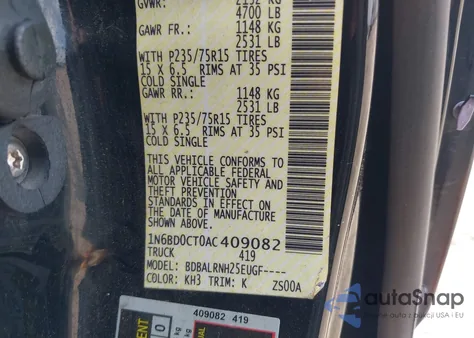 GVWR: 2132 KG
4700 LB
GAWR FR.: 1148 KG
2531 LB
WITH P235/75R15 TIRES
15 X 6.5 RIMS AT 35 PSI
COLD SINGLE
GAWR RR.: 1148 KG
2531 LB
WITH P235/75R15 TIRES
15 X 6.5 RIMS AT 35 PSI
COLD SINGLE
THIS VEHICLE CONFORMS TO
ALL APPLICABLE FEDERAL
MOTOR VEHICLE SAFETY AND
THEFT PREVENTION
STANDARDS IN EFFECT ON
THE DATE OF MANUFACTURE
SHOWN ABOVE.
1N6BD0CT0AC409082
TRUCK 419
MODEL: BDBALRNH25EUGF----
COLOR: KH3 TRIM: K ZS00A
409082 419
autoSnap